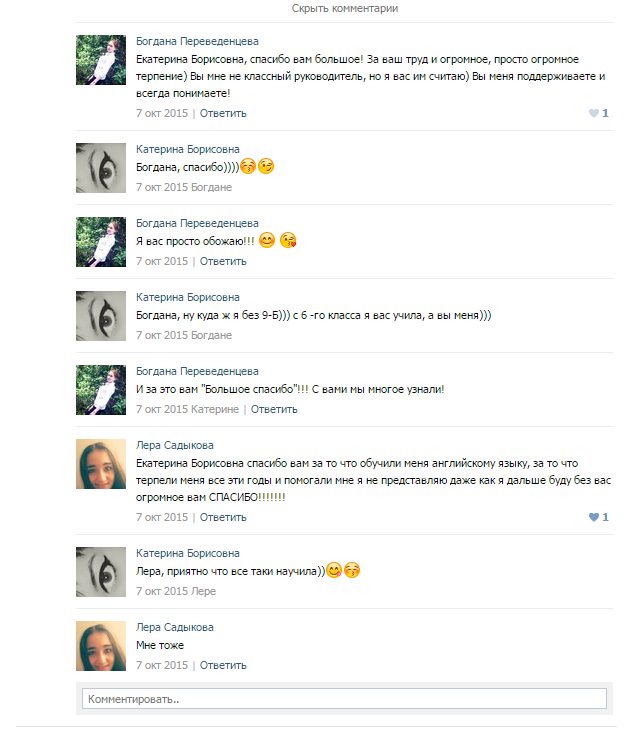 Скрыть комментарии
Богдана Переведенцева
Екатерина Борисовна, спасибо вам большое! За ваш труд и огромное, просто огромное
терпение) Вы мне не классный руководитель, но я вас им считаю) Вы меня поддерживаете и
всегда понимаете!
7 окт 2015 | Ответить
1
Катерина Борисовна
Богдана, спасибо))))😚😉
7 окт 2015 Богдане
Богдана Переведенцева
Я вас просто обожаю!!! 😊 😘
7 окт 2015 | Ответить
Катерина Борисовна
Богдана, ну куда ж я без 9-Б))) с 6 -го класса я вас учила, а вы меня)))
7 окт 2015 Богдане
Богдана Переведенцева
И за это вам "Большое спасибо"!!! С вами мы многое узнали!
7 окт 2015 Катерине | Ответить
Лера Садыкова
Екатерина Борисовна спасибо вам за то что обучили меня английскому языку, за то что
терпели меня все эти годы и помогали мне я не представляю даже как я дальше буду без вас
огромное вам СПАСИБО!!!!!!!
7 окт 2015 | Ответить
1
Катерина Борисовна
Лера, приятно что все таки научила))😋😚
7 окт 2015 Лере
Лера Садыкова
Мне тоже
7 окт 2015 | Ответить
Комментировать..